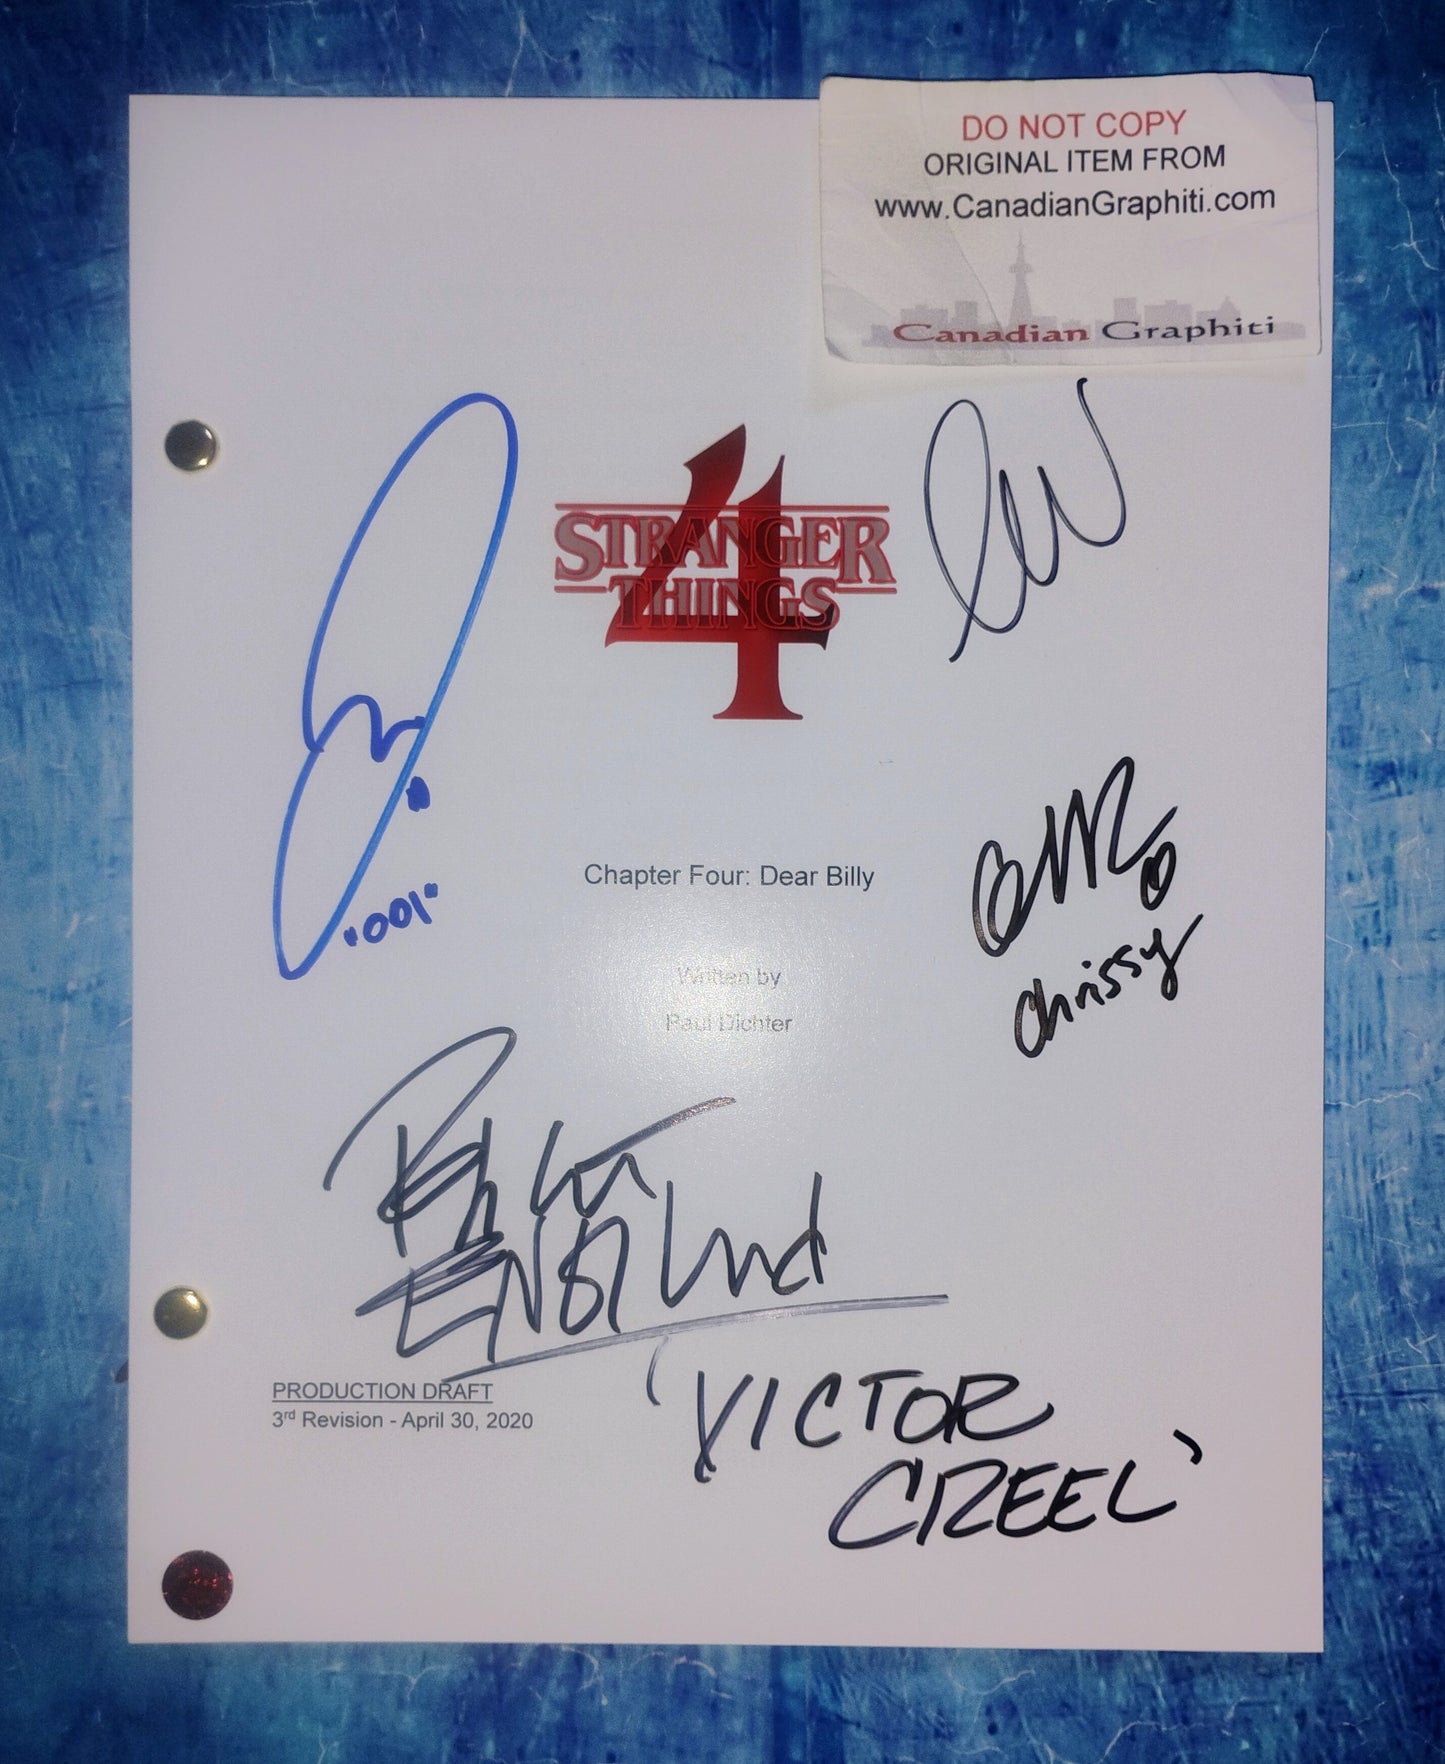 DO NOT COPY
ORIGINAL ITEM FROM
www.CanadianGraphiti.com
Canadian Graphiti
4
STRANGER
THINGS
Chapter Four: Dear Billy
"001"
Chrissy
Written by
Paul Dichter
Robert
ENGLund
PRODUCTION DRAFT
3rd Revision - April 30, 2020
'VICTOR
CREEL'